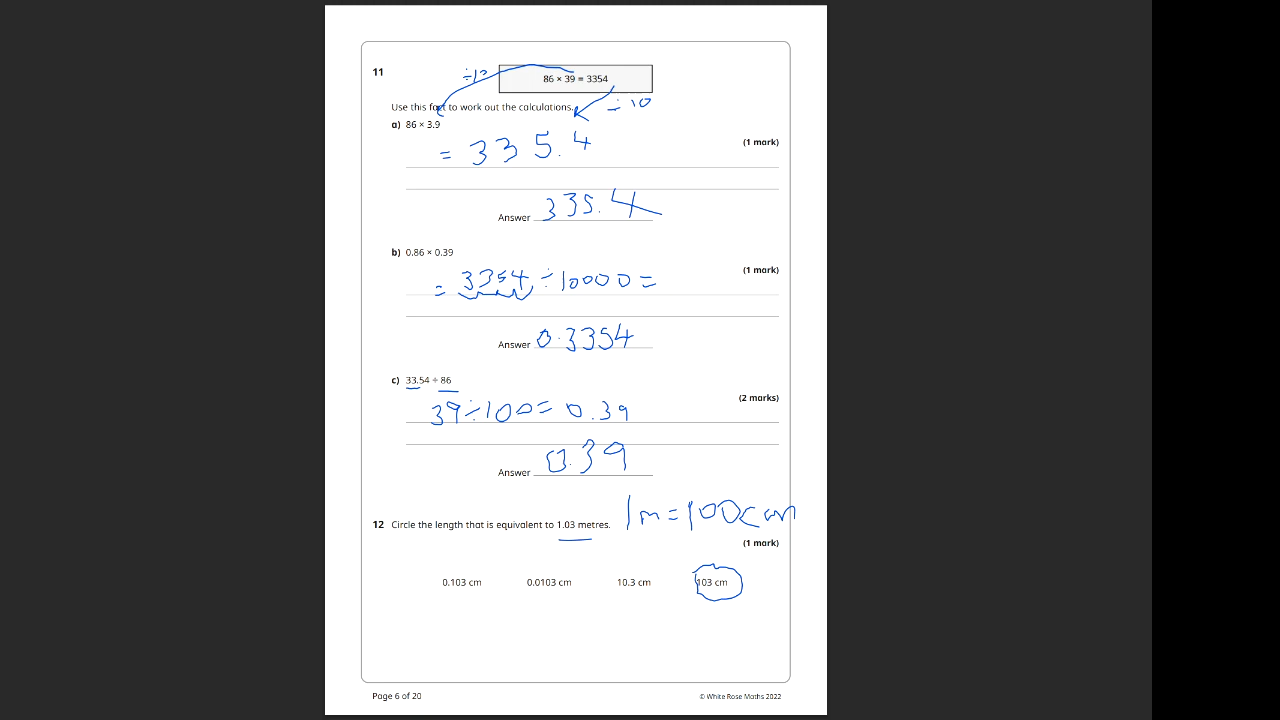 11
÷10
86 × 39 = 3354
Use this fact to work out the calculations.
÷ 10
a) 86 × 3.9
(1 mark)
= 335.4
Answer 335.4
b) 0.86 × 0.39
(1 mark)
= 3354 ÷ 10000 =
Answer 0.3354
c) 33.54 ÷ 86
(2 marks)
39 ÷ 100 = 0.39
Answer 0.39
1m = 100cm
12 Circle the length that is equivalent to 1.03 metres.
(1 mark)
0.103 cm 0.0103 cm 10.3 cm 103 cm
Page 6 of 20 © White Rose Maths 2022